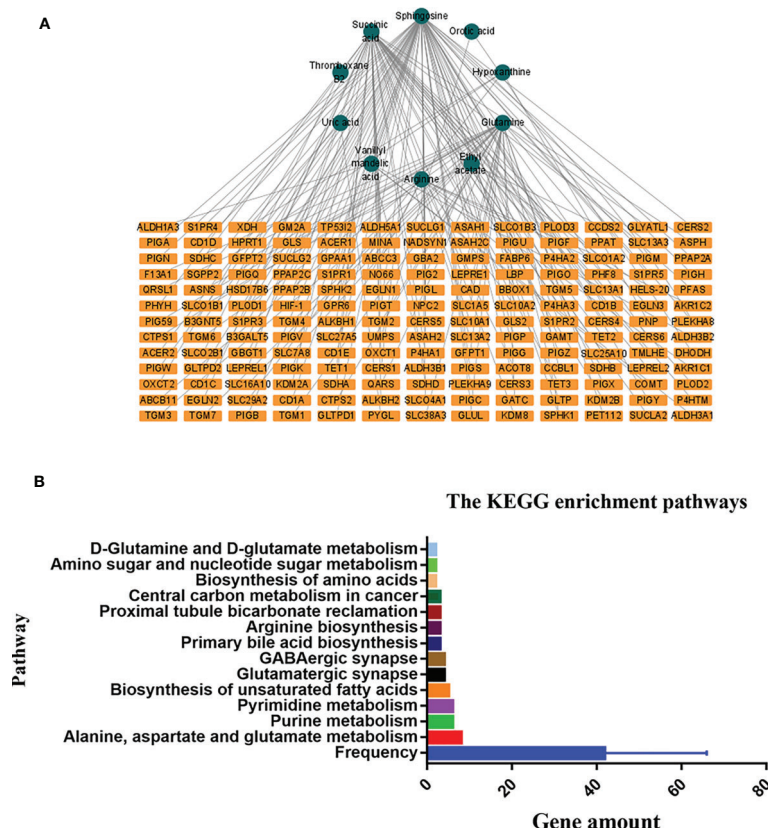 A
Sphingosine
Succinic
acid
Orotic acid
Thromboxane
B2
Hypoxanthine
Uric acid
Glutamine
Vanillyl
mandelic
acid
Ethyl
acetate
Arginine
ALDH1A3 S1PR4 XDH GM2A TP53I2 ALDH5A1 SUCLG1 ASAH1 SLCO1B3 PLOD3 CCDS2 GLYATL1 CERS2
PIGA CD1D HPRT1 GLS ACER1 MINA NADSYN1 ASAH2C PIGU PIGF PPAT SLC13A3 ASPH
PIGN SDHC GFPT2 SUCLG2 GPAA1 ABCC3 GBA2 GMPS FABP6 P4HA2 SLCO1A2 PIGM PPAP2A
F13A1 SGPP2 PIGQ PPAP2C S1PR1 NO66 PIG2 LEPRE1 LBP PIGO PHF8 S1PR5 PIGH
QRSL1 ASNS HSD17B6 PPAP2B SPHK2 EGLN1 PIGL CAD BBOX1 TGM5 SLC13A1 HELS-20 PFAS
PHYH SLCO1B1 PLOD1 HIF-1 GPR6 PIGT NPC2 SLC1A5 SLC10A2 P4HA3 CD1B EGLN3 AKR1C2
PIG59 B3GNT5 S1PR3 TGM4 ALKBH1 TGM2 CERS5 SLC10A1 GLS2 S1PR2 CERS4 PNP PLEKHA8
CTPS1 TGM6 B3GALT5 PIGV SLC27A5 UMPS ASAH2 SLC13A2 PIGP GAMT TET2 CERS6 ALDH3B2
ACER2 SLCO2B1 GBGT1 SLC7A8 CD1E OXCT1 P4HA1 GFPT1 PIGG PIGZ SLC25A10 TMLHE DHODH
PIGW GLTPD2 LEPREL1 PIGK TET1 CERS1 ALDH3B1 PIGS ACOT8 CCBL1 SDHB LEPREL2 AKR1C1
OXCT2 CD1C SLC16A10 KDM2A SDHA QARS SDHD PLEKHA9 CERS3 TET3 PIGX COMT PLOD2
ABCB11 EGLN2 SLC29A2 CD1A CTPS2 ALKBH2 SLCO4A1 PIGC GATC GLTP KDM2B PIGY P4HTM
TGM3 TGM7 PIGB TGM1 GLTPD1 PYGL SLC38A3 GLUL KDM8 SPHK1 PET112 SUCLA2 ALDH3A1
B
The KEGG enrichment pathways
D-Glutamine and D-glutamate metabolism
Amino sugar and nucleotide sugar metabolism
Biosynthesis of amino acids
Central carbon metabolism in cancer
Proximal tubule bicarbonate reclamation
Arginine biosynthesis
Primary bile acid biosynthesis
GABAergic synapse
Glutamatergic synapse
Biosynthesis of unsaturated fatty acids
Pyrimidine metabolism
Purine metabolism
Alanine, aspartate and glutamate metabolism
Frequency
Pathway
0 20 40 60 80
Gene amount